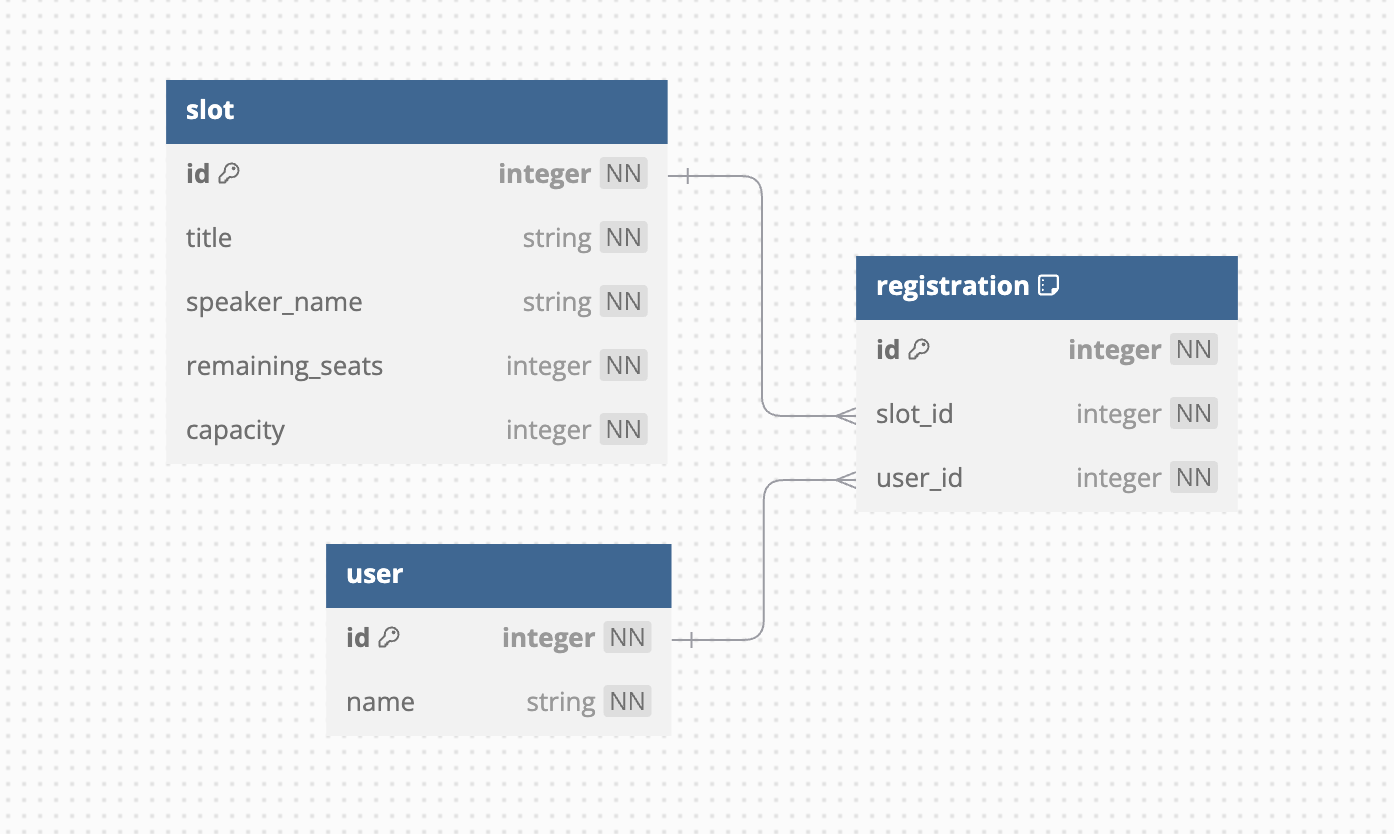 slot
id integer NN
title string NN
speaker_name string NN
remaining_seats integer NN
capacity integer NN
registration
id integer NN
slot_id integer NN
user_id integer NN
user
id integer NN
name string NN